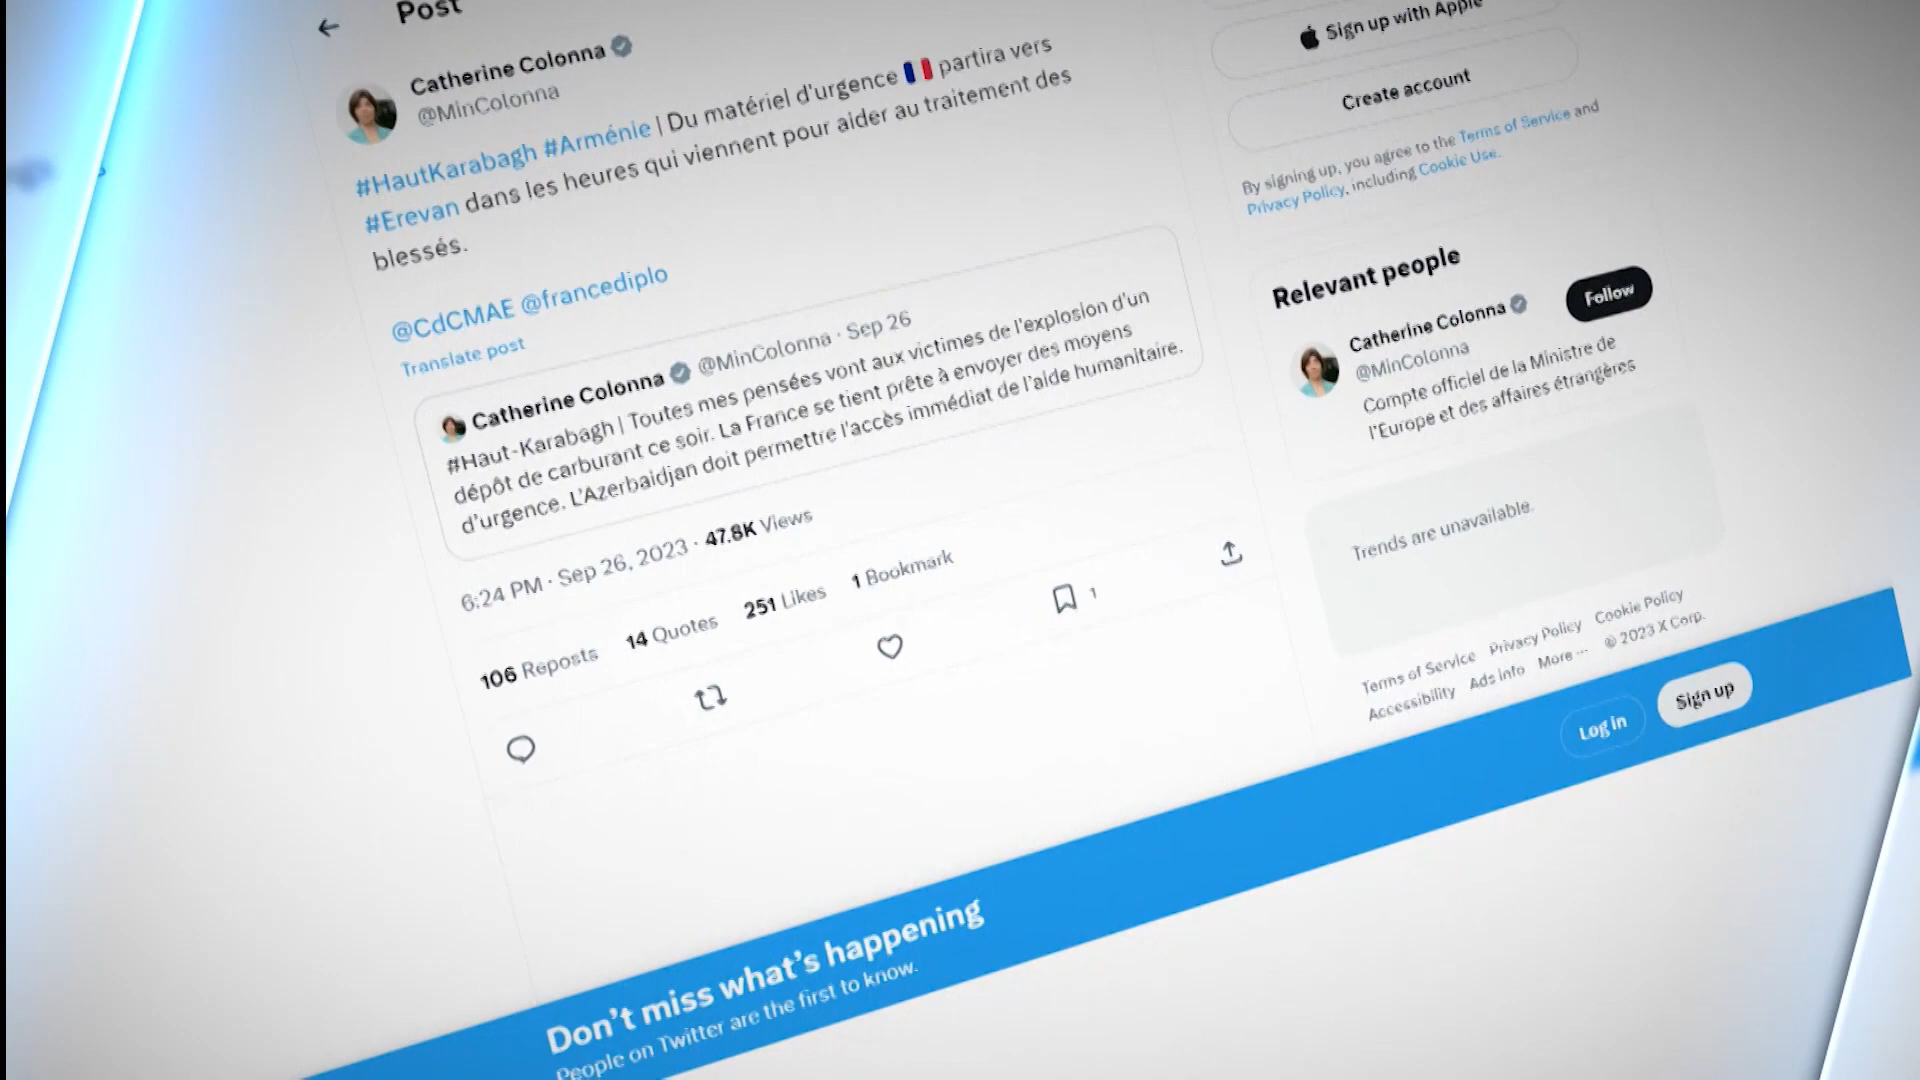 Post
Catherine Colonna
@MinColonna
#HautKarabagh #Arménie | Du matériel d'urgence 🇫🇷 partira vers
#Erevan dans les heures qui viennent pour aider au traitement des
blessés.
@CdCMAE @francediplo
Translate post
Catherine Colonna @MinColonna · Sep 26
#Haut-Karabagh | Toutes mes pensées vont aux victimes de l'explosion d'un
dépôt de carburant ce soir. La France se tient prête à envoyer des moyens
d'urgence. L'Azerbaidjan doit permettre l'accès immédiat de l'aide humanitaire.
6:24 PM · Sep 26, 2023 · 47.8K Views
106 Reposts 14 Quotes 251 Likes 1 Bookmark
1
Sign up with Apple
Create account
By signing up, you agree to the Terms of Service and
Privacy Policy, including Cookie Use.
Relevant people
Catherine Colonna
@MinColonna
Follow
Compte officiel de la Ministre de
l'Europe et des affaires étrangères
Trends are unavailable.
Terms of Service Privacy Policy Cookie Policy
Accessibility Ads info More ··· © 2023 X Corp.
Don't miss what's happening
People on Twitter are the first to know.
Log in
Sign up